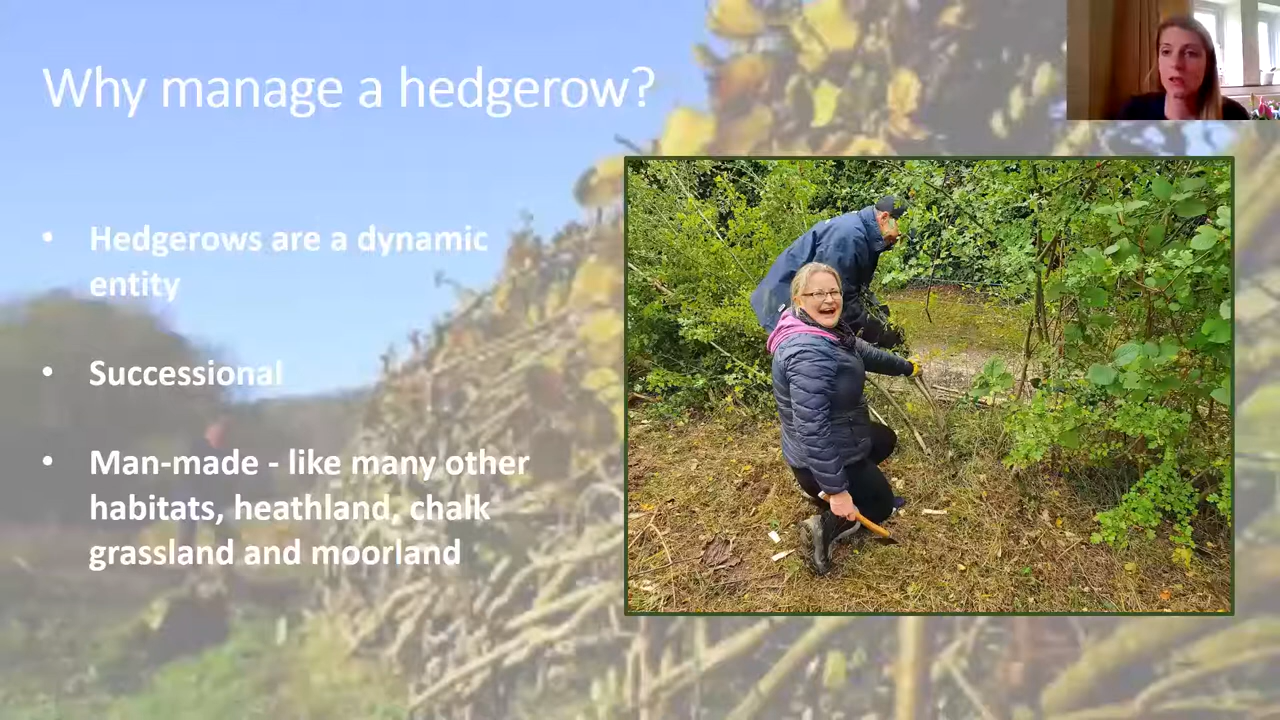 Why manage a hedgerow?
• Hedgerows are a dynamic
entity
• Successional
• Man-made - like many other
habitats, heathland, chalk
grassland and moorland